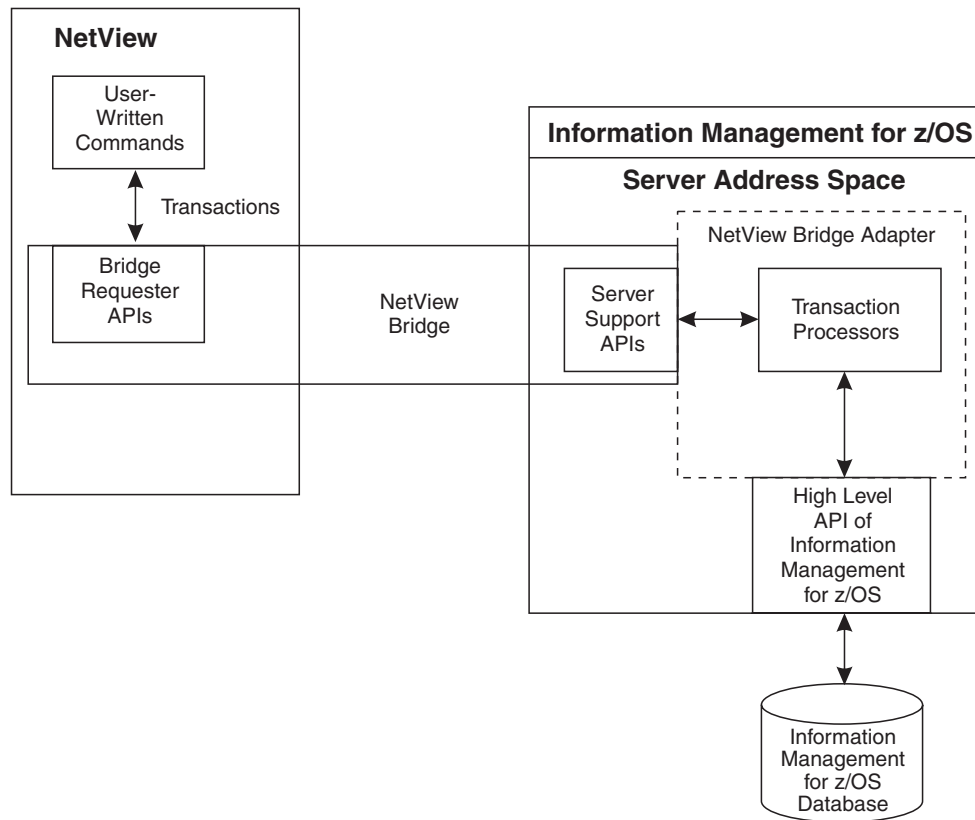 NetView
User-
Written
Commands
Transactions
Bridge
Requester
APIs
NetView
Bridge
Information Management for z/OS
Server Address Space
NetView Bridge Adapter
Server
Support
APIs
Transaction
Processors
High Level
API of
Information
Management
for z/OS
Information
Management
for z/OS
Database